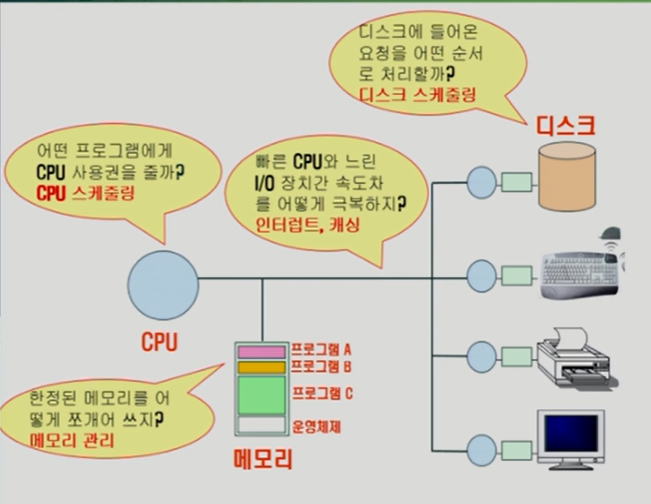 디스크에 들어온
요청을 어떤 순서
로 처리할까?
디스크 스케줄링
디스크
어떤 프로그램에게
CPU 사용권을 줄까?
CPU 스케줄링
빠른 CPU와 느린
I/O 장치간 속도차
를 어떻게 극복하지?
인터럽트, 캐싱
CPU
프로그램 A
프로그램 B
프로그램 C
운영체제
메모리
한정된 메모리를 어
떻게 쪼개어 쓰지?
메모리 관리